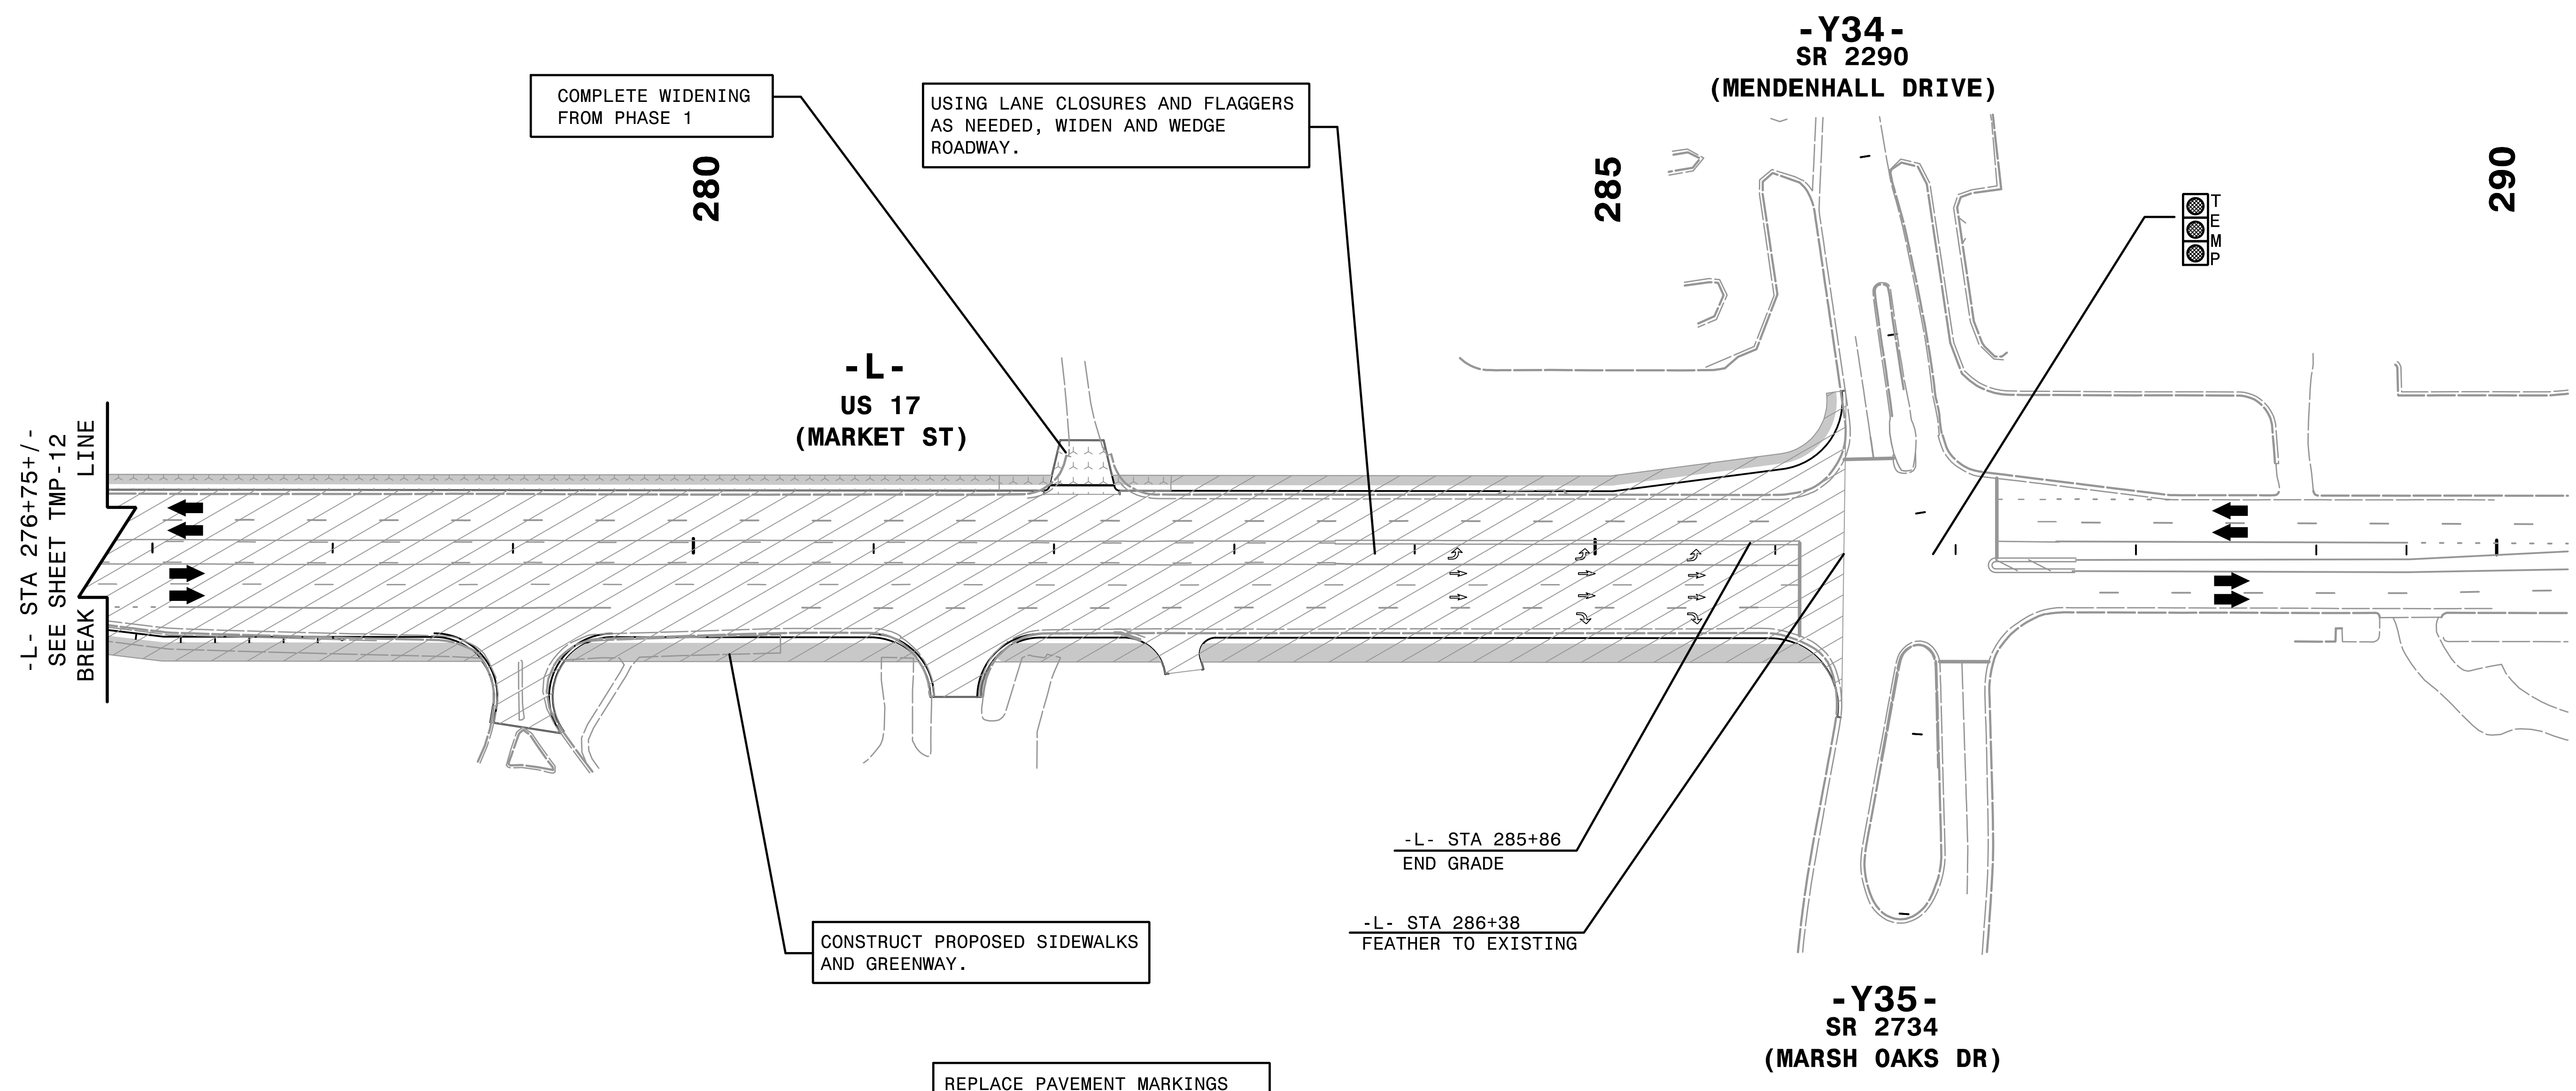 -Y34-
SR 2290
(MENDENHALL DRIVE)
COMPLETE WIDENING
FROM PHASE 1
USING LANE CLOSURES AND FLAGGERS
AS NEEDED, WIDEN AND WEDGE
ROADWAY.
280
285
290
T
E
M
P
-L-
US 17
(MARKET ST)
-L- STA 276+75+/-
SEE SHEET TMP-12
BREAK LINE
-L- STA 285+86
END GRADE
-L- STA 286+38
FEATHER TO EXISTING
CONSTRUCT PROPOSED SIDEWALKS
AND GREENWAY.
-Y35-
SR 2734
(MARSH OAKS DR)
REPLACE PAVEMENT MARKINGS